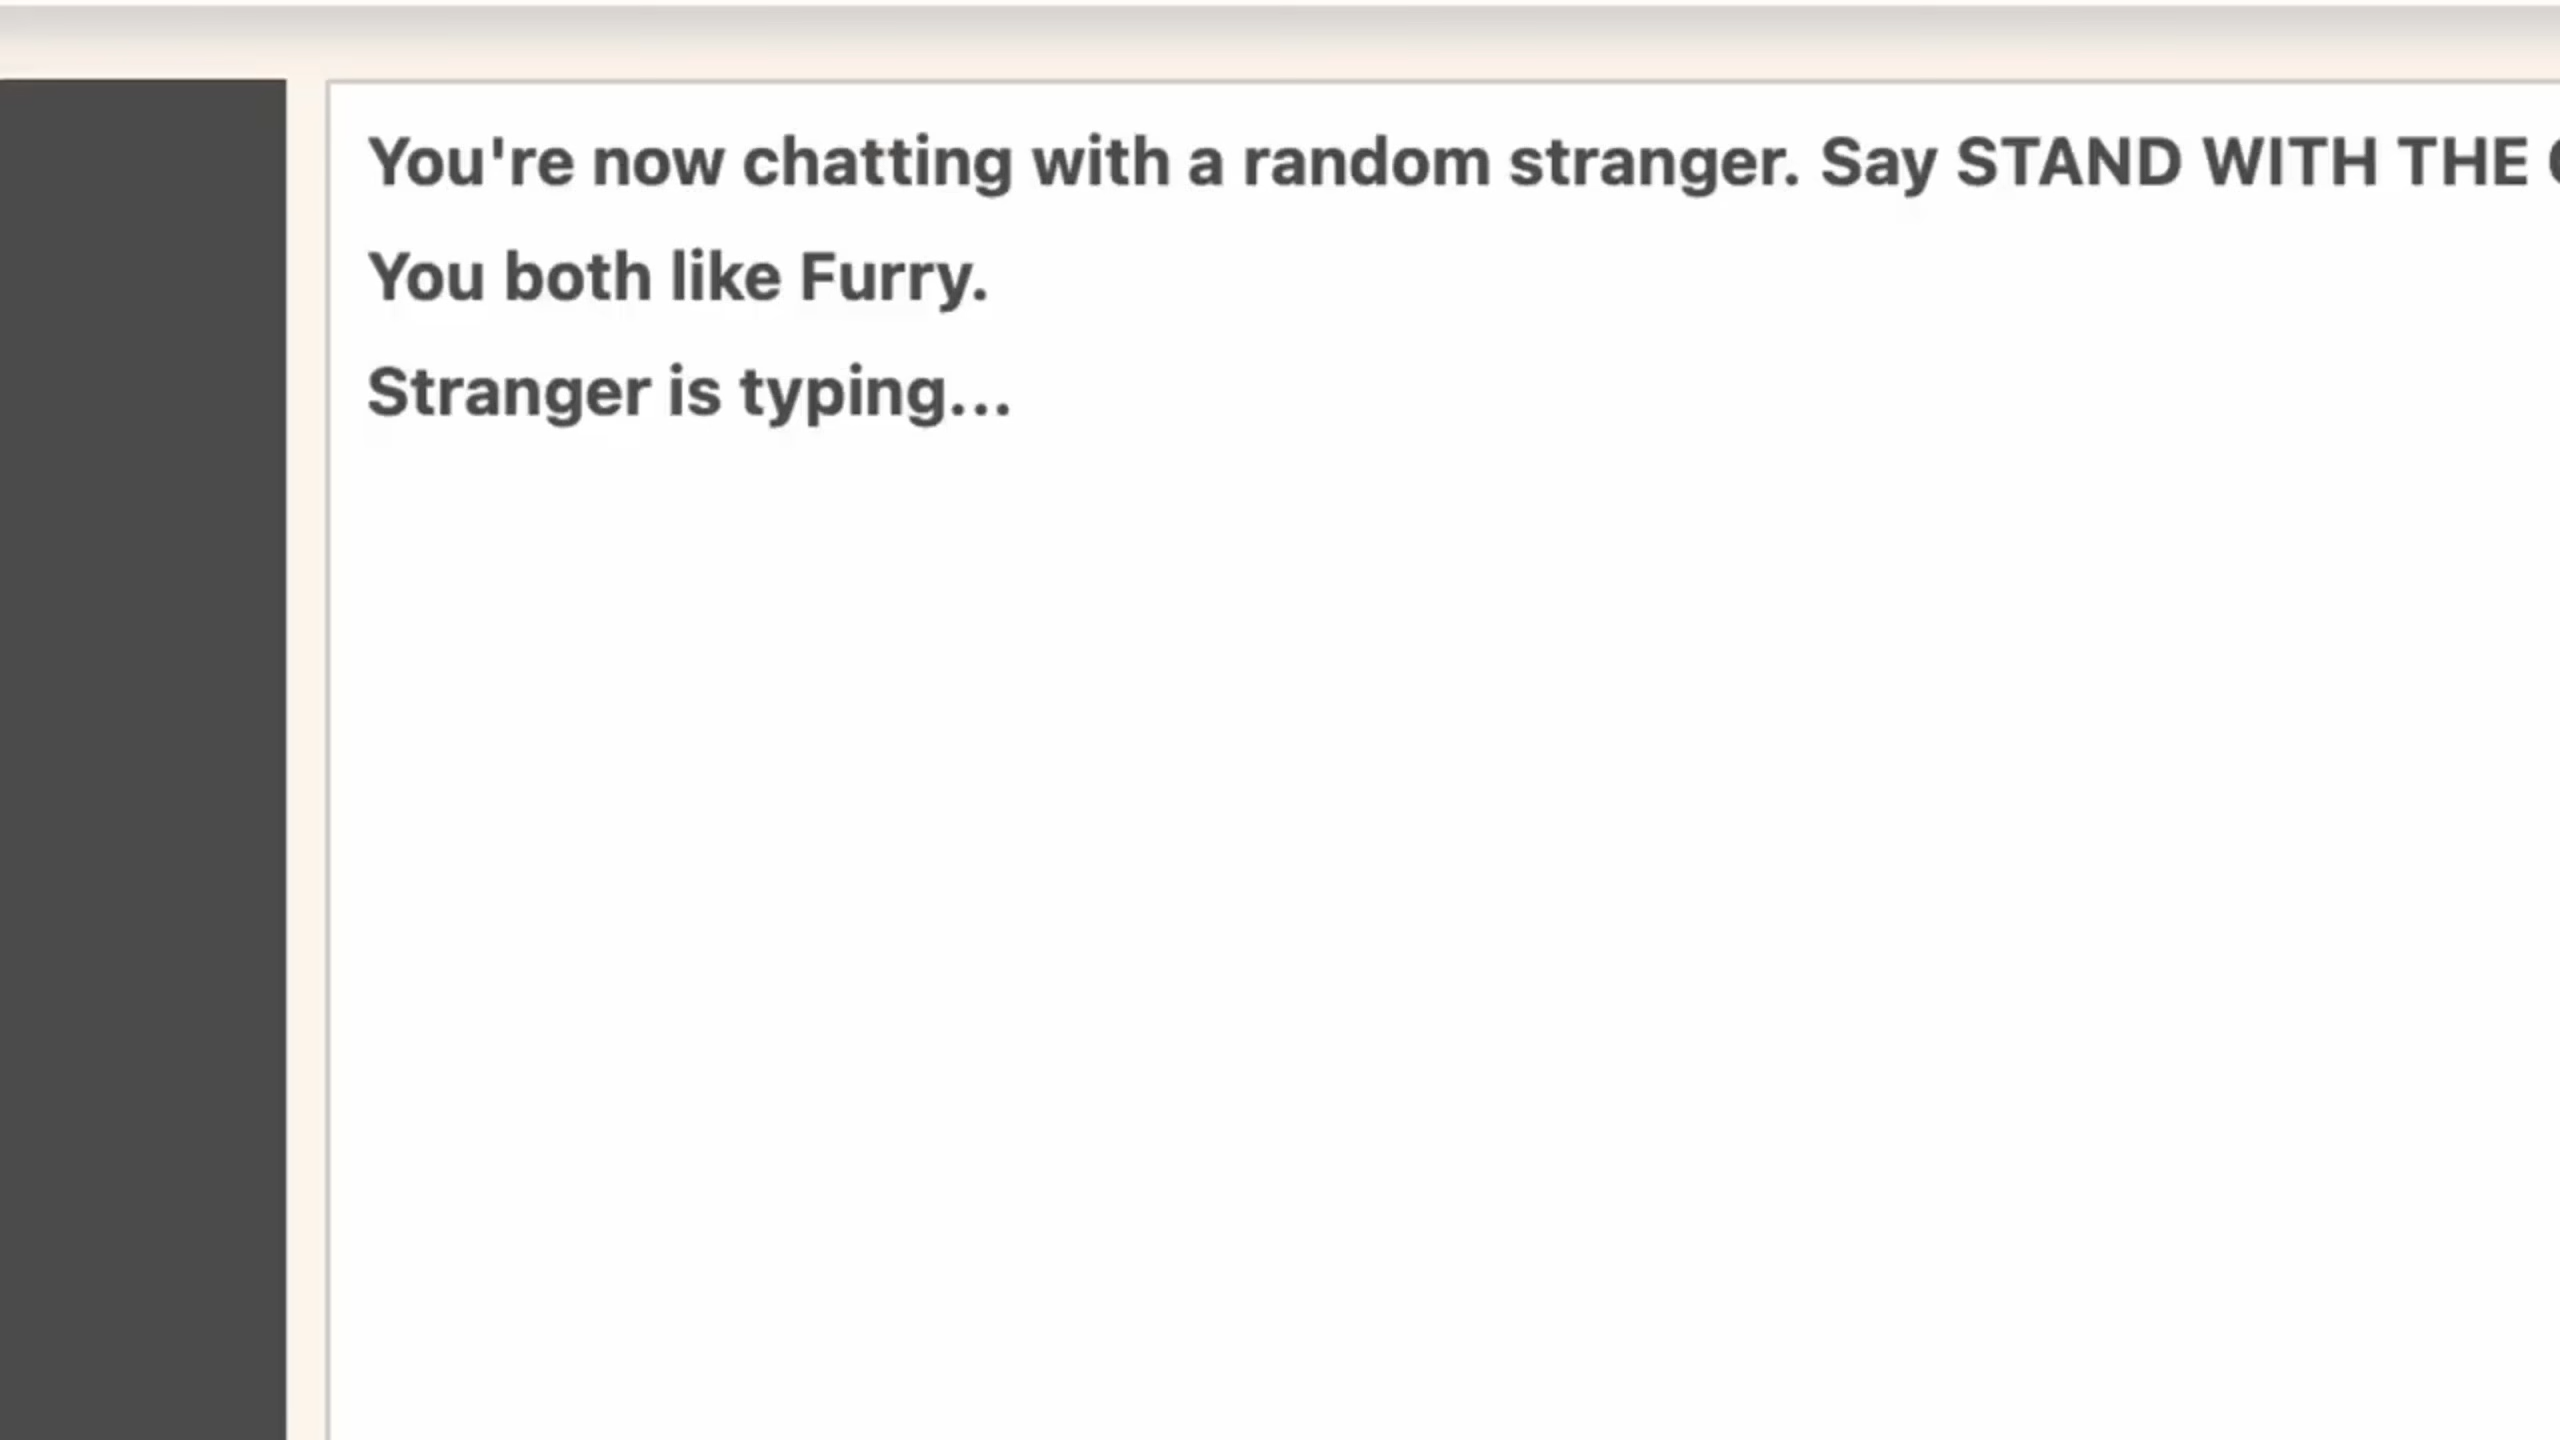 You're now chatting with a random stranger. Say STAND WITH THE
You both like Furry.
Stranger is typing...